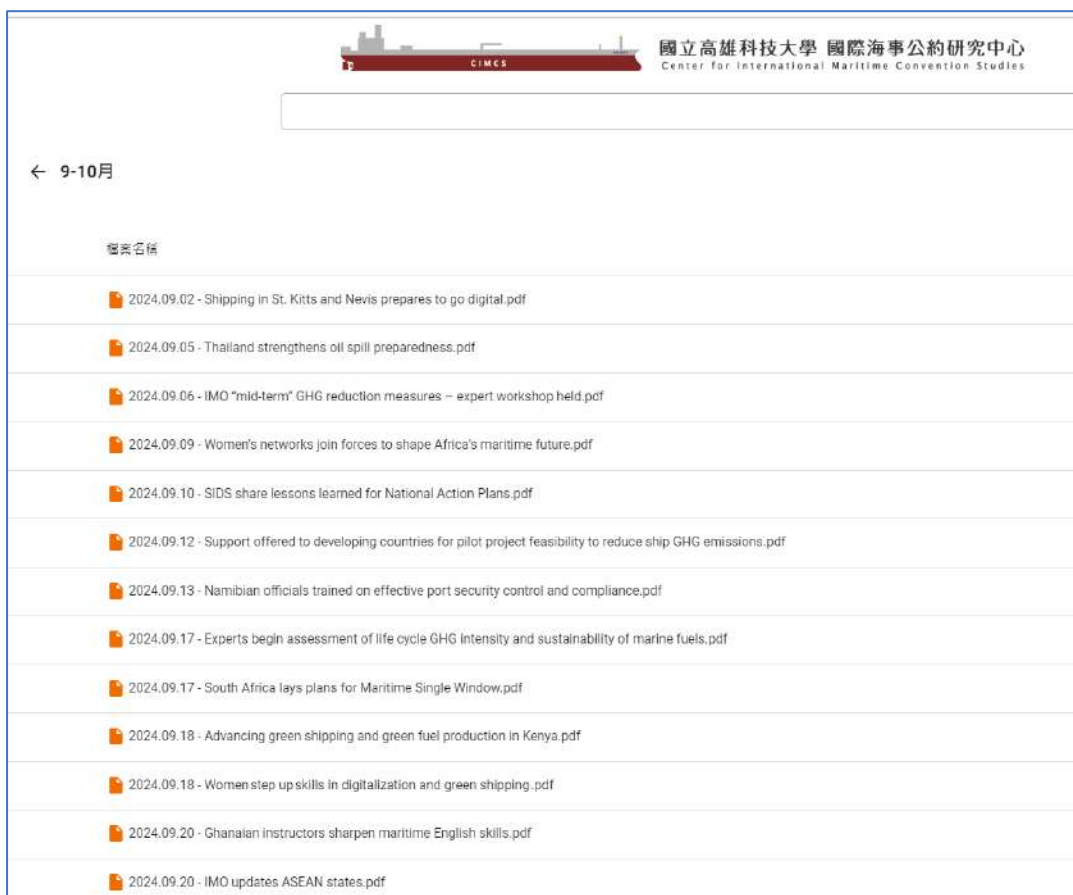 CIMCS
國立高雄科技大學 國際海事公約研究中心
Center for International Maritime Convention Studies
← 9-10月
檔案名稱
2024.09.02 - Shipping in St. Kitts and Nevis prepares to go digital.pdf
2024.09.05 - Thailand strengthens oil spill preparedness.pdf
2024.09.06 - IMO “mid-term” GHG reduction measures – expert workshop held.pdf
2024.09.09 - Women's networks join forces to shape Africa's maritime future.pdf
2024.09.10 - SIDS share lessons learned for National Action Plans.pdf
2024.09.12 - Support offered to developing countries for pilot project feasibility to reduce ship GHG emissions.pdf
2024.09.13 - Namibian officials trained on effective port security control and compliance.pdf
2024.09.17 - Experts begin assessment of life cycle GHG intensity and sustainability of marine fuels.pdf
2024.09.17 - South Africa lays plans for Maritime Single Window.pdf
2024.09.18 - Advancing green shipping and green fuel production in Kenya.pdf
2024.09.18 - Women step up skills in digitalization and green shipping.pdf
2024.09.20 - Ghanaian instructors sharpen maritime English skills.pdf
2024.09.20 - IMO updates ASEAN states.pdf